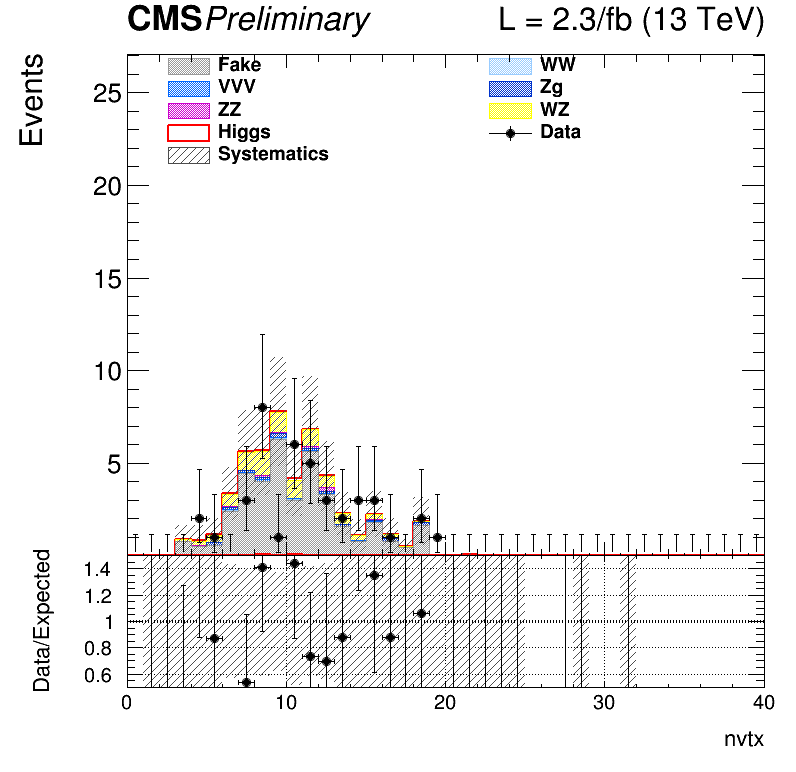 CMS Preliminary L = 2.3/fb (13 TeV)
Events
Fake WW
VVV Zg
ZZ WZ
Higgs Data
Systematics
25
20
15
10
5
Data/Expected
1.4
1.2
1
0.8
0.6
0 10 20 30 40
nvtx